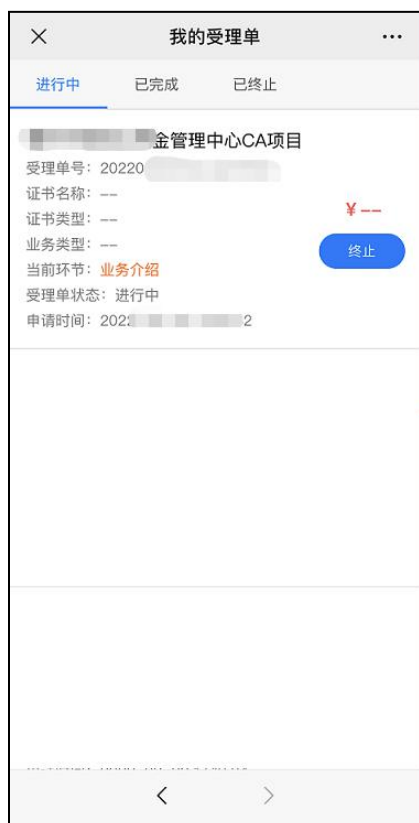 我的受理单
进行中 已完成 已终止
金管理中心CA项目
受理单号：20220
证书名称：--
证书类型：--
¥ --
业务类型：--
终止
当前环节：业务介绍
受理单状态：进行中
申请时间：202 2